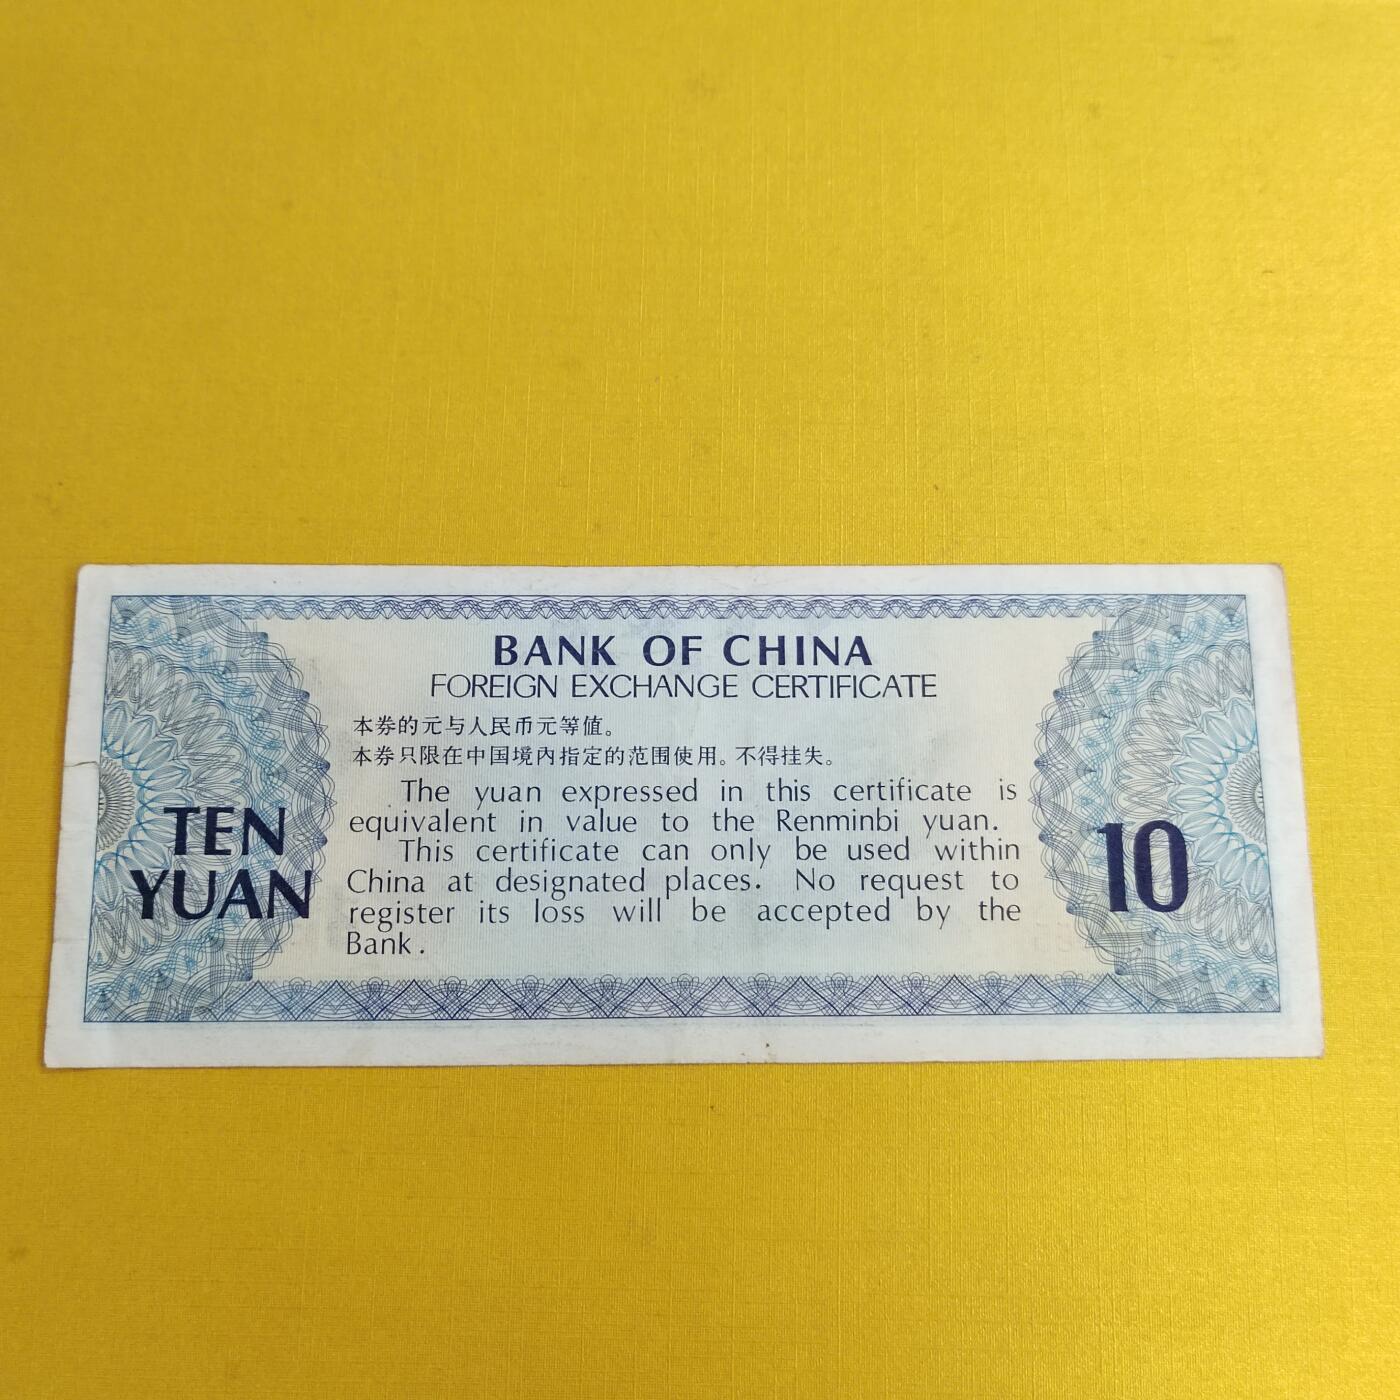 BANK OF CHINA
FOREIGN EXCHANGE CERTIFICATE
本券的元与人民币元等值。
本券只限在中国境内指定的范围使用。不得挂失。
The yuan expressed in this certificate is
equivalent in value to the Renminbi yuan.
This certificate can only be used within
China at designated places. No request to
register its loss will be accepted by the
Bank.
TEN
YUAN
10